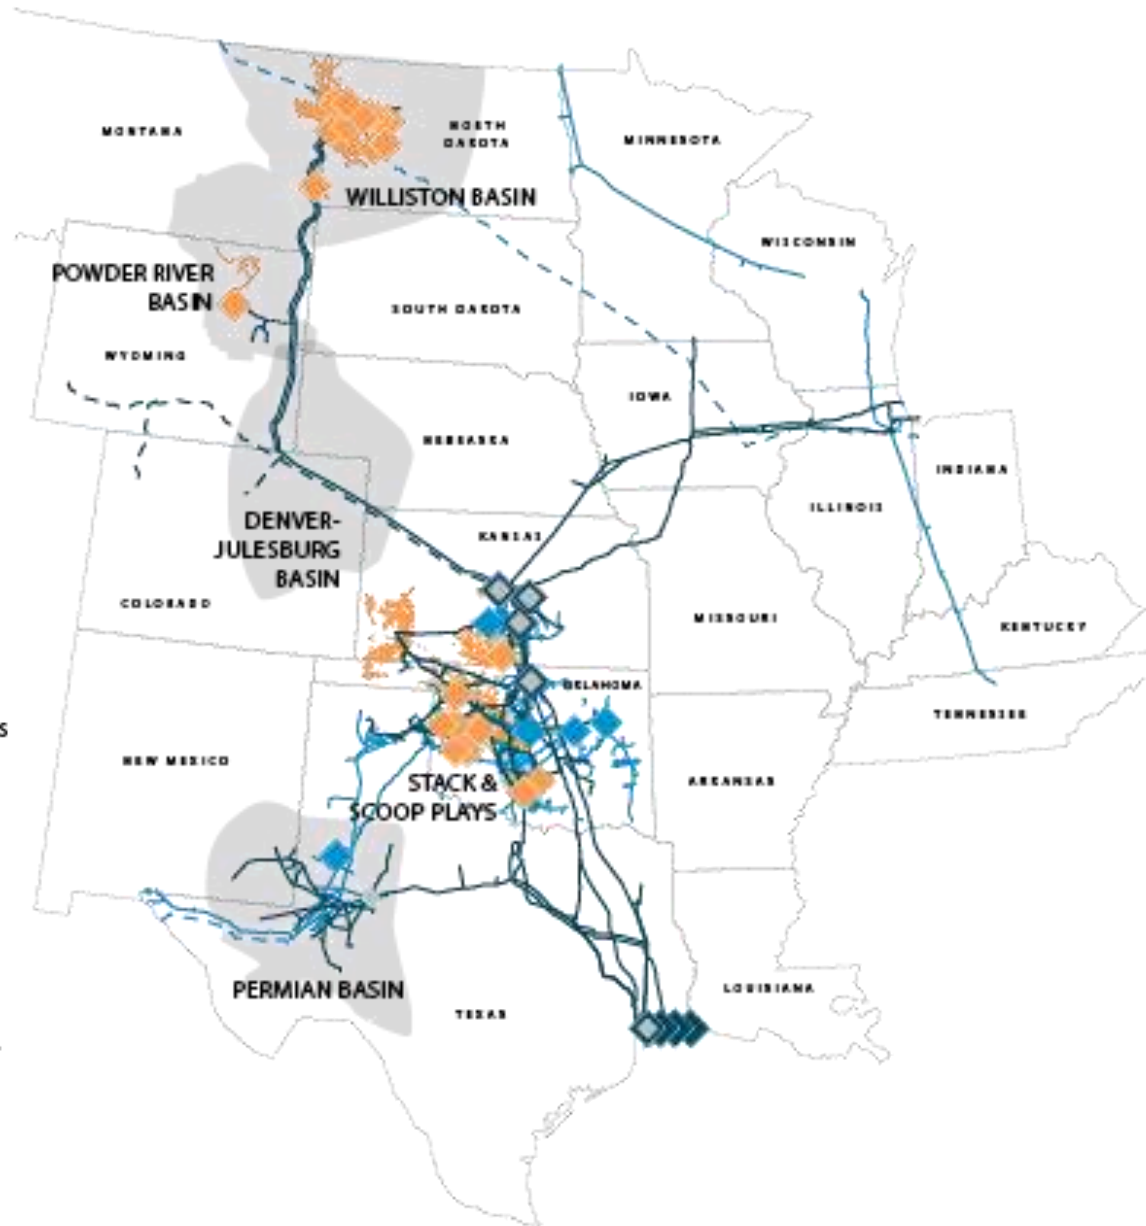 MONTANA
NORTH
DAKOTA
MINNESOTA
WILLISTON BASIN
WISCONSIN
POWDER RIVER
BASIN
SOUTH DAKOTA
WYOMING
IOWA
NEBRASKA
INDIANA
ILLINOIS
DENVER-
JULESBURG
BASIN
KANSAS
COLORADO
MISSOURI
KENTUCKY
OKLAHOMA
TENNESSEE
S
NEW MEXICO
STACK &
SCOOP PLAYS
ARKANSAS
PERMIAN BASIN
LOUISIANA
TEXAS